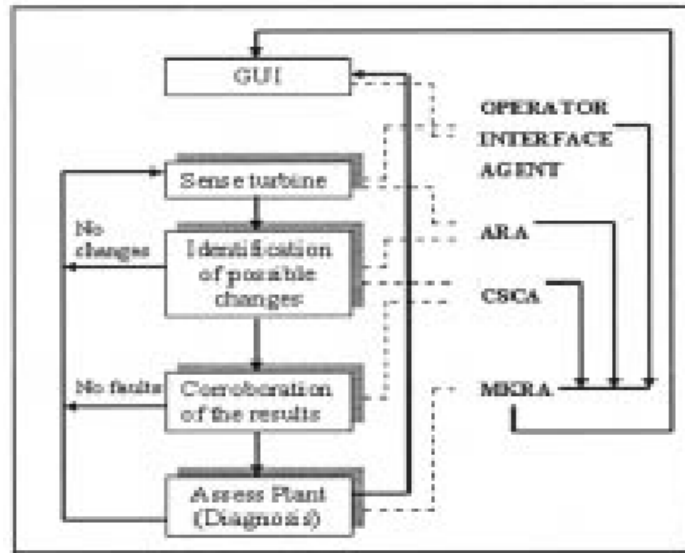 GUI
OPERATOR
INTERFACE
AGENT
Sense turbine
No
changes
Identification
of possible
changes
ARA
CSCA
No faults
Corroboration
of the results
MKRA
Assess Plant
(Diagnosis)